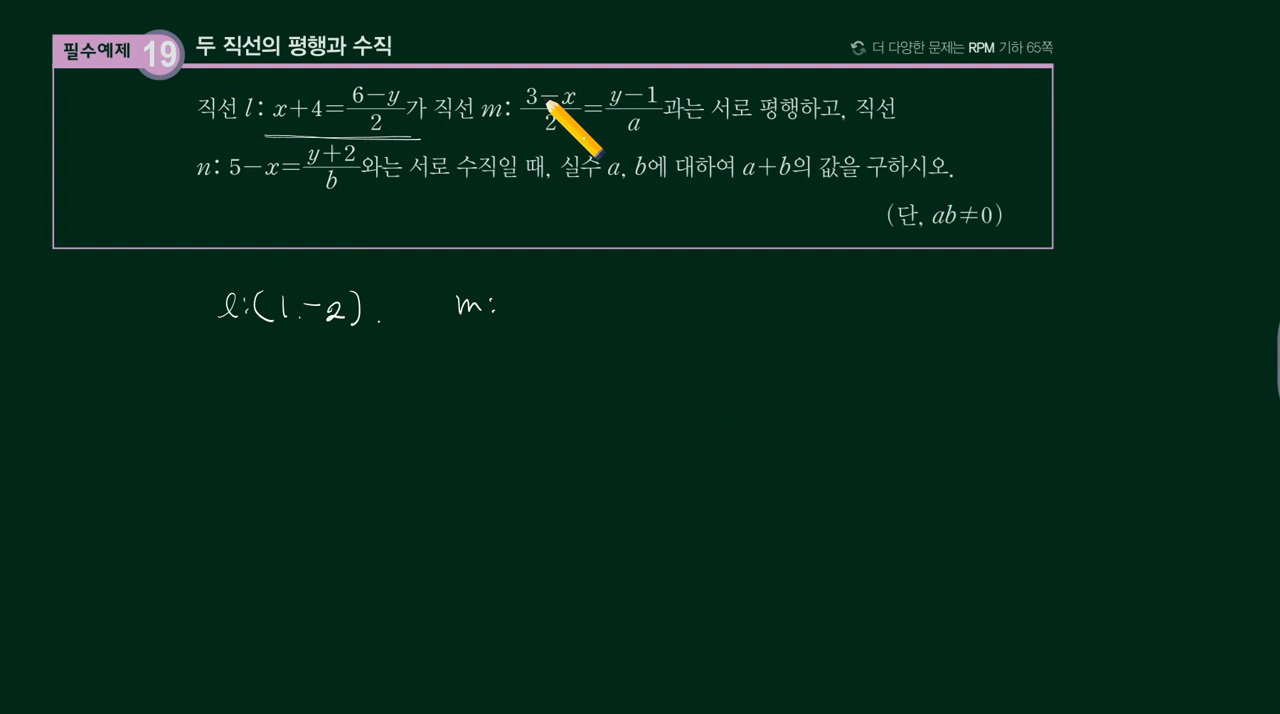 필수예제 19 두 직선의 평행과 수직 더 다양한 문제는 RPM 기하 65쪽
직선 l: x+4=\frac{6-y}{2}가 직선 m: \frac{3-x}{2}=\frac{y-1}{a}과는 서로 평행하고, 직선
n: 5-x=\frac{y+2}{b}와는 서로 수직일 때, 실수 a, b에 대하여 a+b의 값을 구하시오.
(단, ab≠0)
l:(1.-2). m: